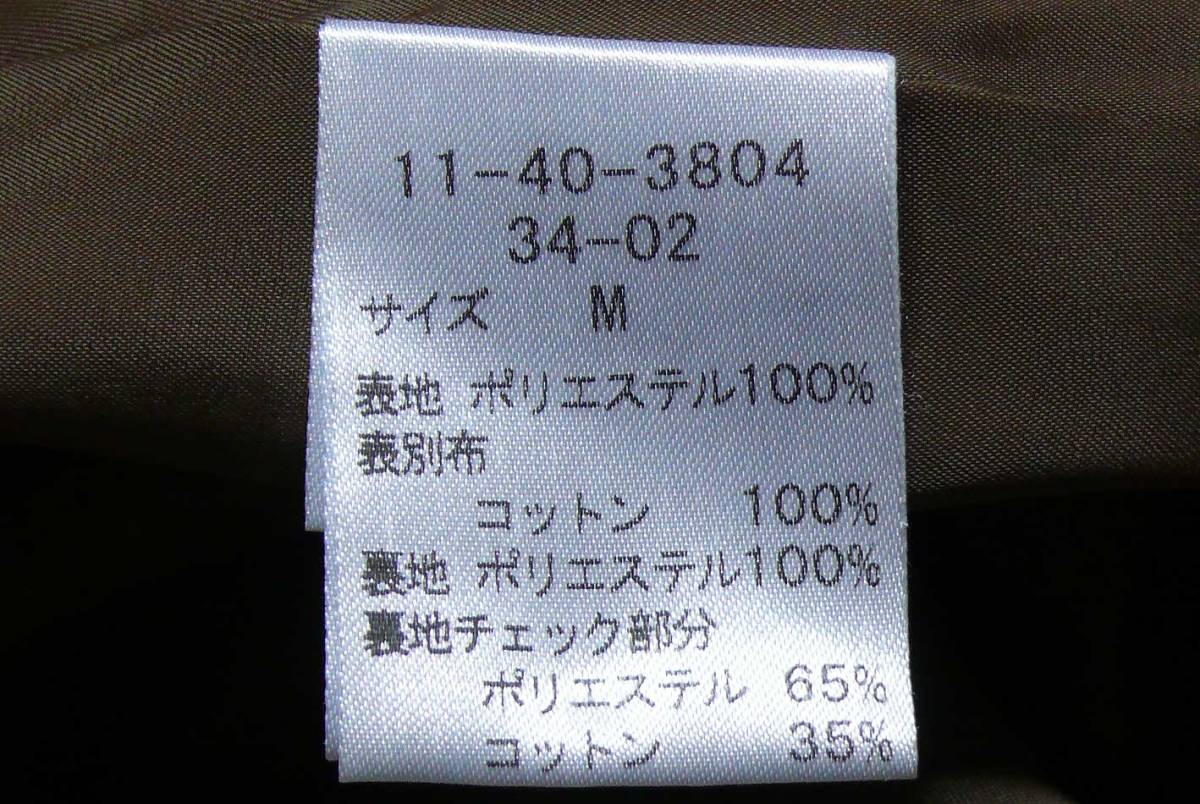 11-40-3804
34-02
サイズ M
表地 ポリエステル100%
表別布
コットン 100%
裏地 ポリエステル100%
裏地チェック部分
ポリエステル 65%
コットン 35%